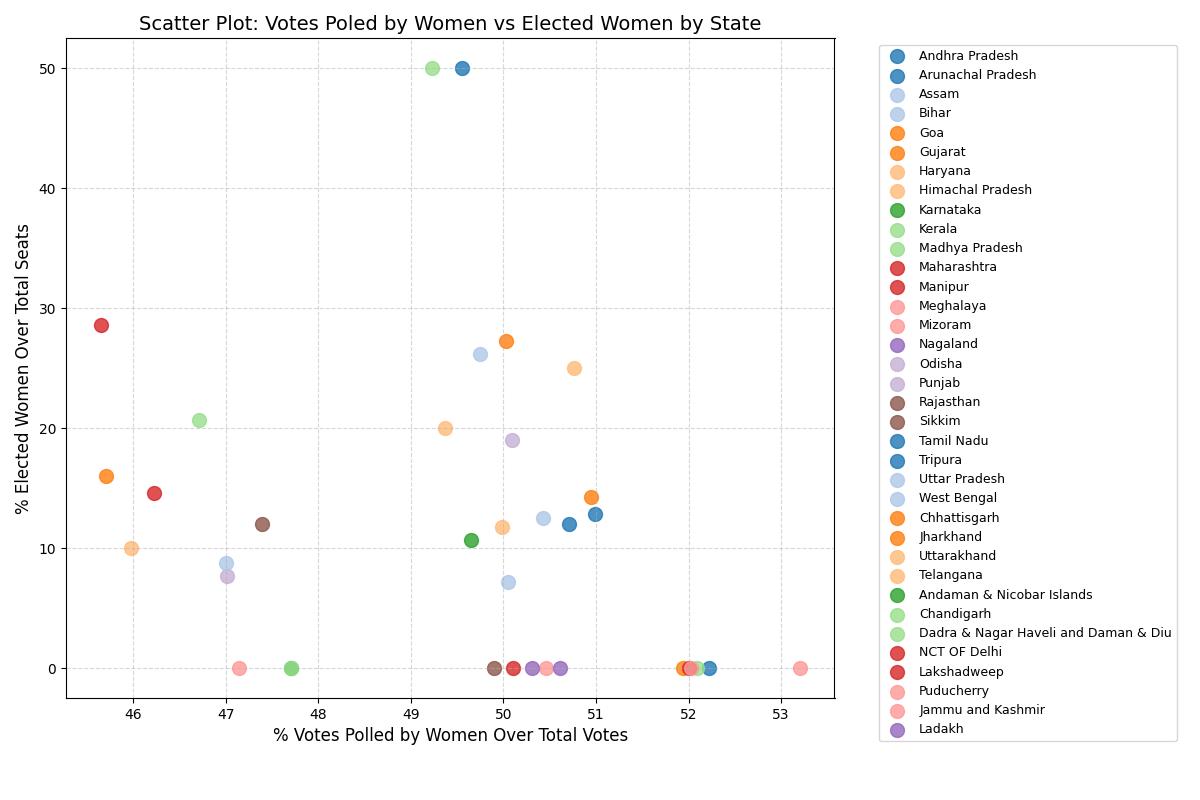 Scatter Plot: Votes Poled by Women vs Elected Women by State
% Elected Women Over Total Seats
50
40
30
20
10
0
46
47
48
49
50
51
52
53
% Votes Polled by Women Over Total Votes
Andhra Pradesh
Arunachal Pradesh
Assam
Bihar
Goa
Gujarat
Haryana
Himachal Pradesh
Karnataka
Kerala
Madhya Pradesh
Maharashtra
Manipur
Meghalaya
Mizoram
Nagaland
Odisha
Punjab
Rajasthan
Sikkim
Tamil Nadu
Tripura
Uttar Pradesh
West Bengal
Chhattisgarh
Jharkhand
Uttarakhand
Telangana
Andaman & Nicobar Islands
Chandigarh
Dadra & Nagar Haveli and Daman & Diu
NCT OF Delhi
Lakshadweep
Puducherry
Jammu and Kashmir
Ladakh